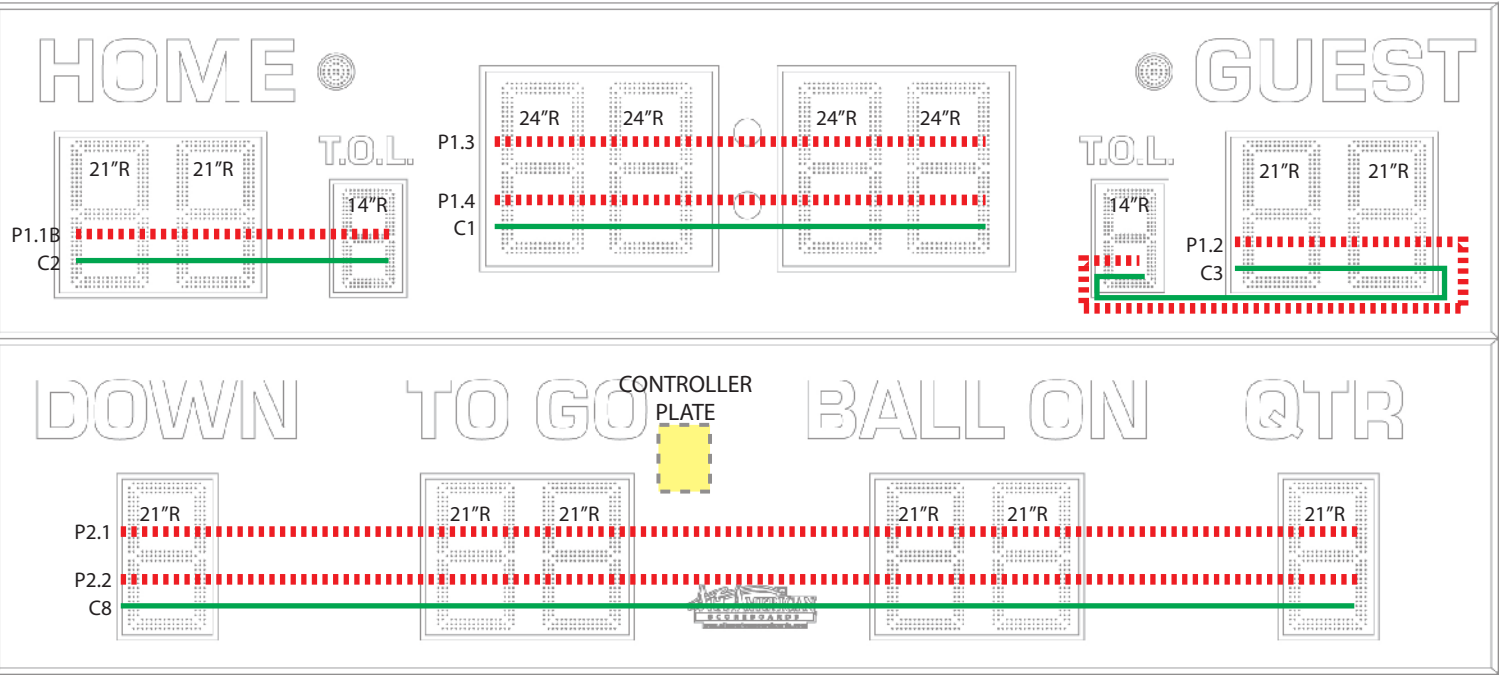 HOME
GUEST
24”R 24”R 24”R 24”R
T.O.L.
T.O.L.
P1.3
21”R 21”R
21”R 21”R
14”R
14”R
P1.4
C1
P1.1B
C2
P1.2
C3
DOWN
TO GO
CONTROLLER
PLATE
BALL ON
QTR
21”R 21”R 21”R 21”R 21”R 21”R
P2.1
P2.2
C8
SCOREBOARDS